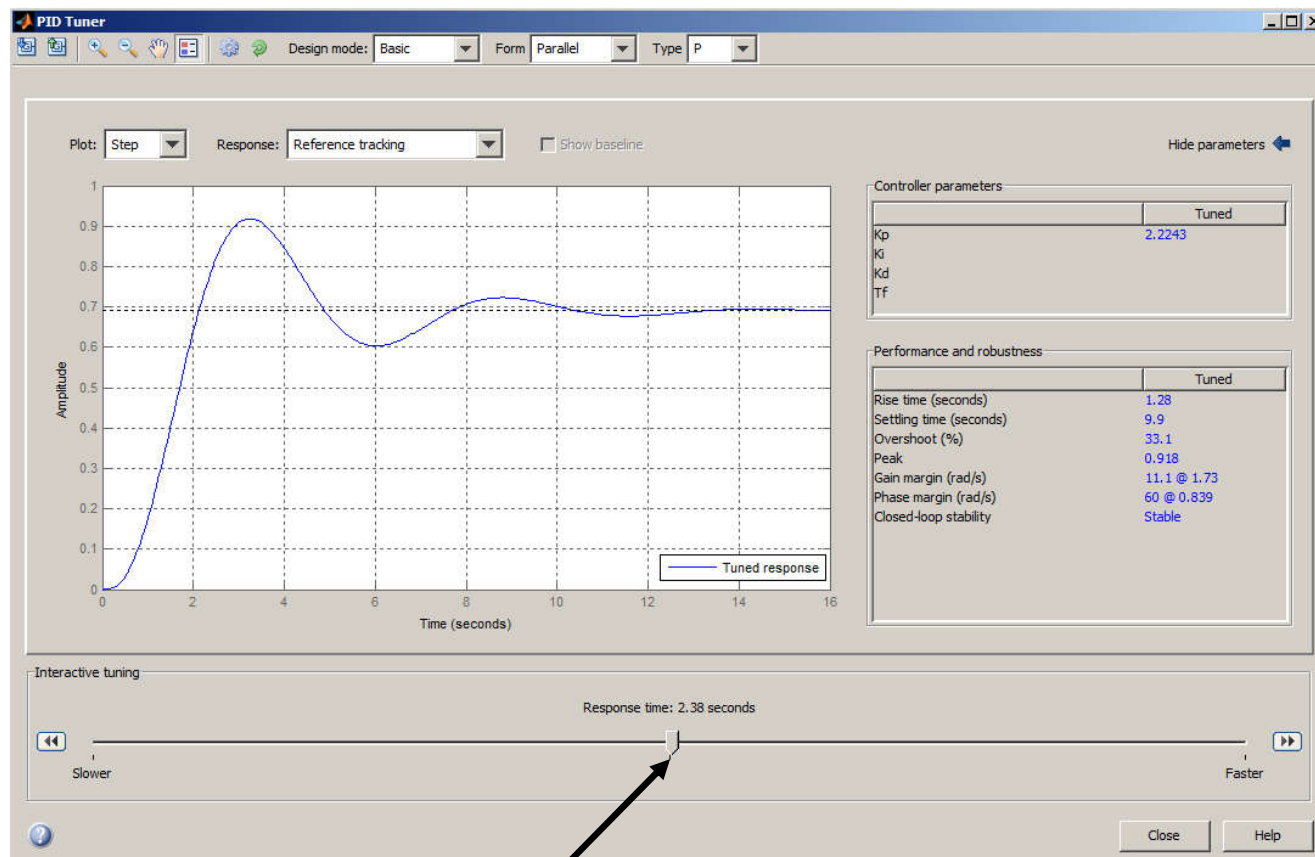 PID Tuner
Design mode: Basic Form Parallel Type P
Plot: Step Response: Reference tracking Show baseline Hide parameters
1
0.9
0.8
0.7
0.6
0.5
0.4
0.3
0.2
0.1
0
Amplitude
Tuned response
0 2 4 6 8 10 12 14 16
Time (seconds)
Controller parameters
Tuned
Kp 2.2243
Ki
Kd
Tf
Performance and robustness
Tuned
Rise time (seconds) 1.28
Settling time (seconds) 9.9
Overshoot (%) 33.1
Peak 0.918
Gain margin (rad/s) 11.1 @ 1.73
Phase margin (rad/s) 60 @ 0.839
Closed-loop stability Stable
Interactive tuning
Response time: 2.38 seconds
Slower Faster
Close Help